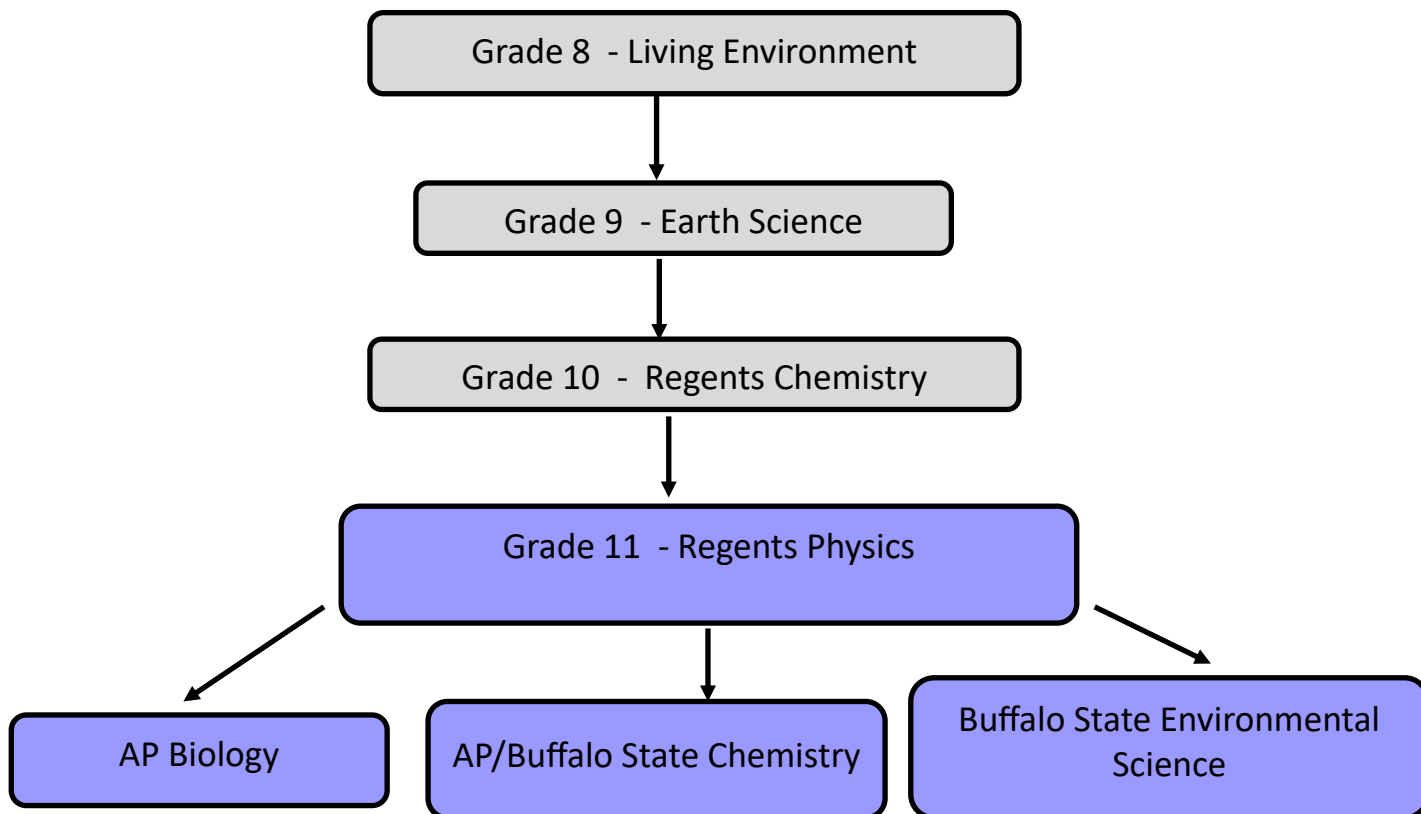 Grade 8  - Living Environment
Grade 9  - Earth Science
Grade 10  -  Regents Chemistry
Grade 11  - Regents Physics
AP Biology
AP/Buffalo State Chemistry
Buffalo State Environmental
Science